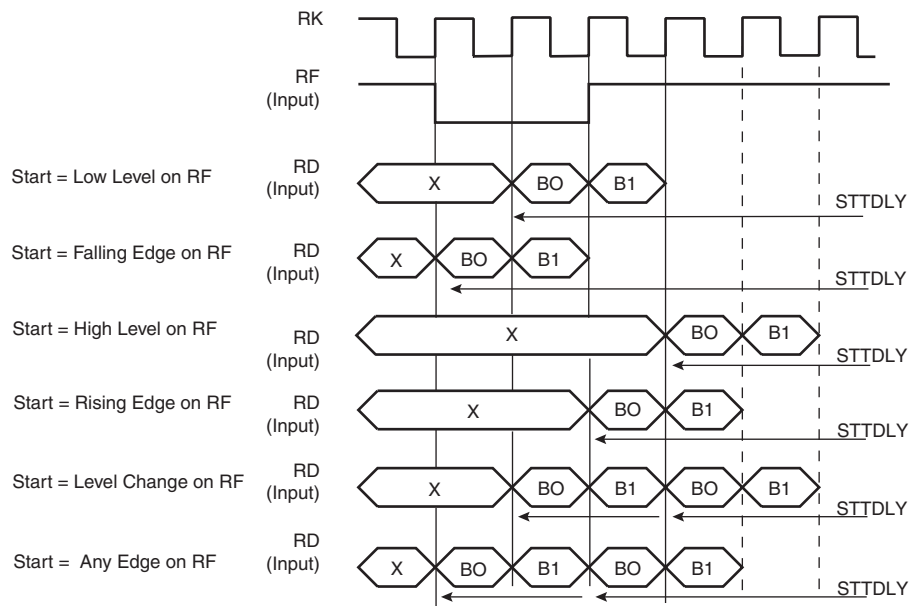 RK
RF
(Input)
Start = Low Level on RF
RD
(Input)
X
BO
B1
STTDLY
Start = Falling Edge on RF
RD
(Input)
X
BO
B1
STTDLY
Start = High Level on RF
RD
(Input)
X
BO
B1
STTDLY
Start = Rising Edge on RF
RD
(Input)
X
BO
B1
STTDLY
Start = Level Change on RF
RD
(Input)
X
BO
B1
BO
B1
STTDLY
Start = Any Edge on RF
RD
(Input)
X
BO
B1
BO
B1
STTDLY